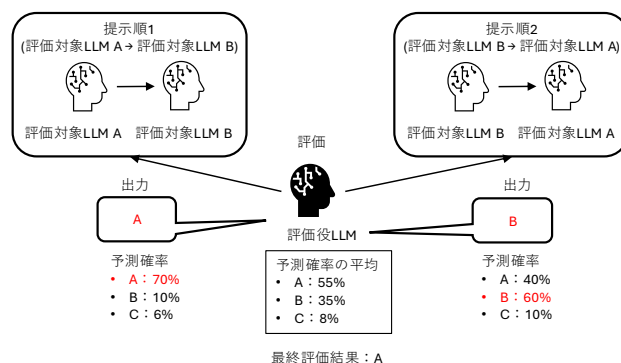 提示順1
(評価対象LLM A→ 評価対象LLM B)
評価対象LLM A
評価対象LLM B
提示順2
(評価対象LLM B→ 評価対象LLM A)
評価対象LLM B
評価対象LLM A
評価
評価役LLM
出力
A
予測確率
• A：70%
• B：10%
• C：6%
予測確率の平均
• A：55%
• B：35%
• C：8%
出力
B
予測確率
• A：40%
• B：60%
• C：10%
最終評価結果：A